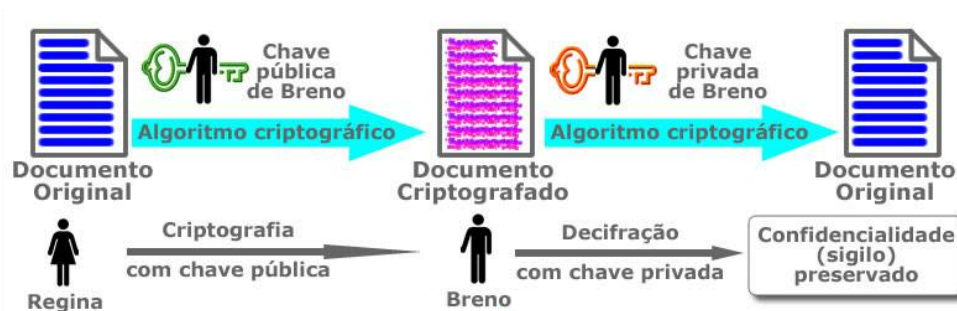 Chave
pública
de Breno
Algoritmo criptográfico
Chave
privada
de Breno
Algoritmo criptográfico
Documento
Original
Documento
Criptografado
Documento
Original
Criptografia
com chave pública
Decifração
com chave privada
Confidencialidade
(sigilo)
preservado
Regina
Breno